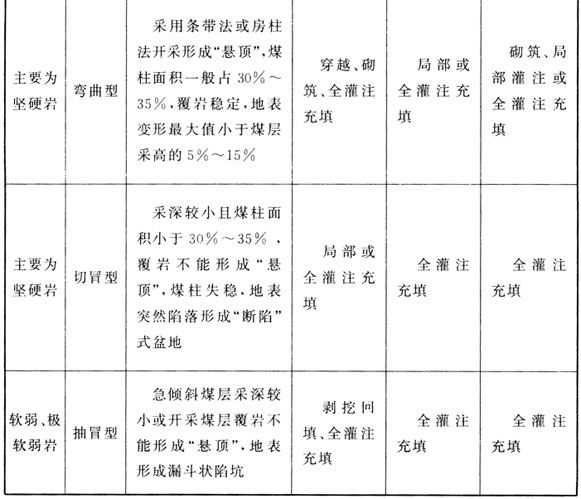 主要为
坚硬岩
弯曲型
采用条带法或房柱
法开采形成“悬顶”,煤
柱面积一般占30%～
35%,覆岩稳定,地表
变形最大值小于煤层
采高的5%～15%
穿越、砌
筑、全灌注
充填
局部或
全灌注充
填
砌筑、局
部灌注或
全灌注充
填
主要为
坚硬岩
切冒型
采深较小且煤柱面
积小于30%～35%,
覆岩不能形成“悬
顶”,煤柱失稳,地表
突然陷落形成“断陷”
式盆地
局部或
全灌注充
填
全灌注
充填
全灌注
充填
软弱、极
软弱岩
抽冒型
急倾斜煤层采深较
小或开采煤层覆岩不
能形成“悬顶”,地表
形成漏斗状陷坑
剥挖回
填、全灌注
充填
全灌注
充填
全灌注
充填